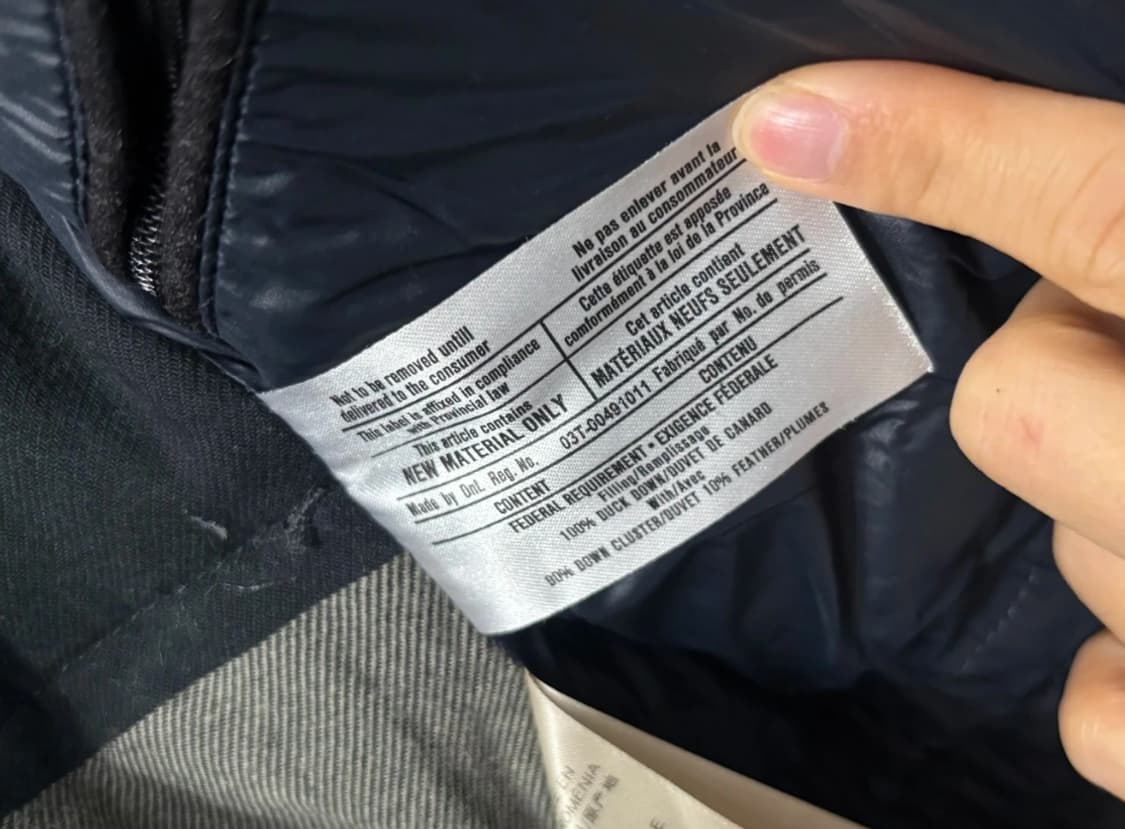 Not to be removed untill
delivered to the consumer
Ne pas enlever avant la
livraison au consommateur
This label is affixed in compliance
with Provincial law
Cette étiquette est apposée
comformément à la loi de la Province
This article contains
NEW MATERIAL ONLY
Cet article contient
MATÉRIAUX NEUFS SEULEMENT
Made by Ont. Reg. No. 03T-00491011 Fabriqué par No. de permis
CONTENT CONTENU
FEDERAL REQUIREMENT • EXIGENCE FÉDERALE
Filling/Remplissage
100% DUCK DOWN/DUVET DE CANARD
With/Avec
90% DOWN CLUSTER/DUVET 10% FEATHER/PLUMES
EN